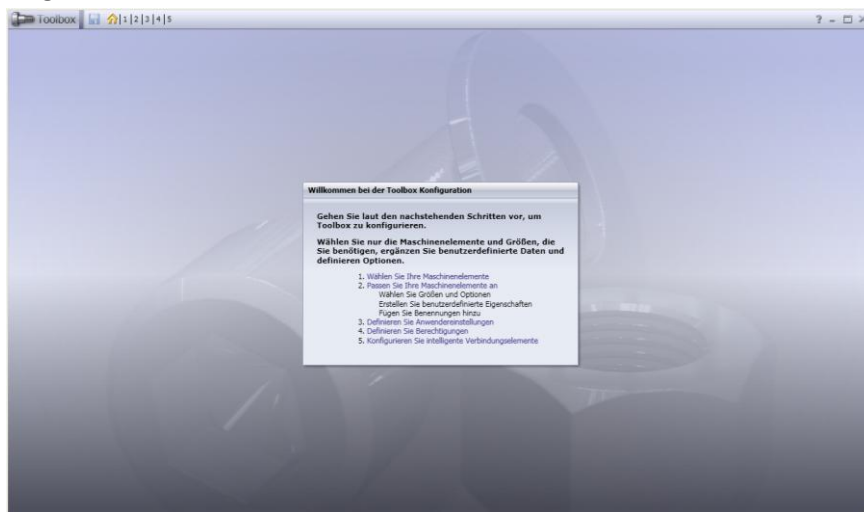 Toolbox |1|2|3|4|5 ?
Willkommen bei der Toolbox Konfiguration
Gehen Sie laut den nachstehenden Schritten vor, um
Toolbox zu konfigurieren.
Wählen Sie nur die Maschinenelemente und Größen, die
Sie benötigen, ergänzen Sie benutzerdefinierte Daten und
definieren Optionen.
1. Wählen Sie Ihre Maschinenelemente
2. Passen Sie Ihre Maschinenelemente an
Wählen Sie Größen und Optionen
Erstellen Sie benutzerdefinierte Eigenschaften
Fügen Sie Benennungen hinzu
3. Definieren Sie Anwendereinstellungen
4. Definieren Sie Berechtigungen
5. Konfigurieren Sie intelligente Verbindungselemente